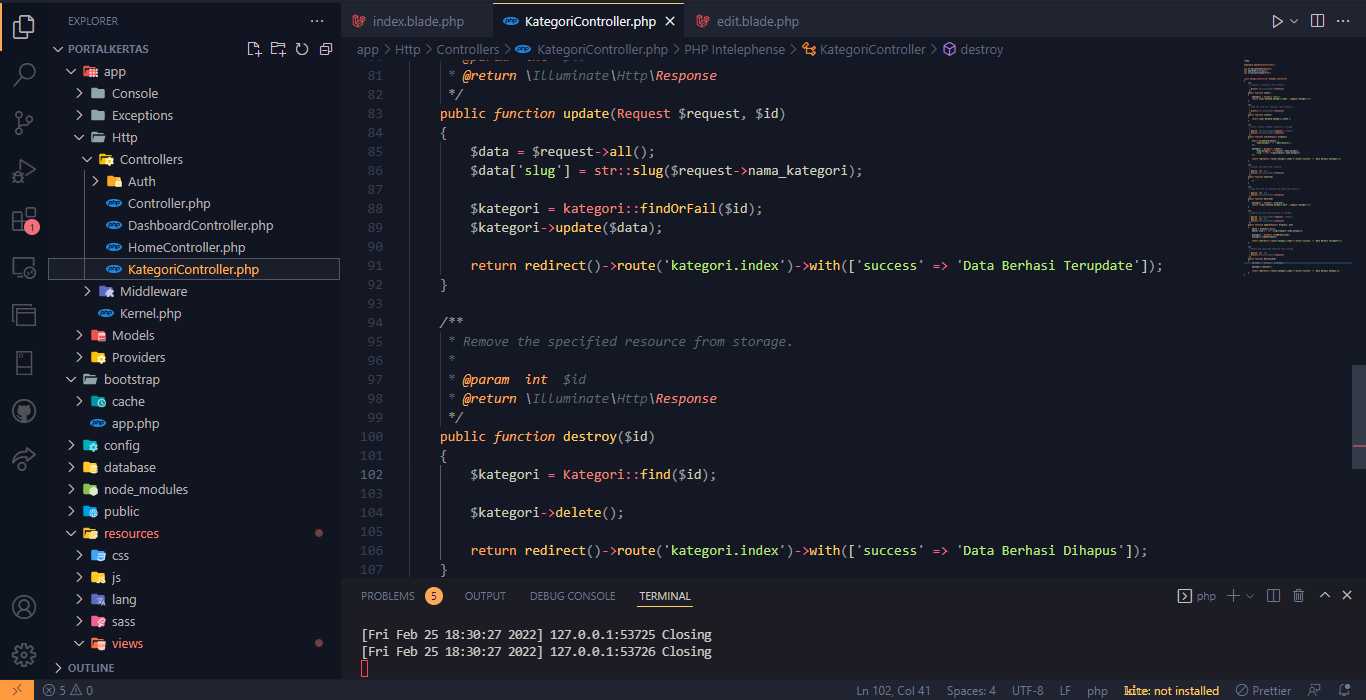 EXPLORER
PORTALKERTAS
app
Console
Exceptions
Http
Controllers
Auth
Controller.php
DashboardController.php
HomeController.php
KategoriController.php
Middleware
Kernel.php
Models
Providers
bootstrap
cache
app.php
config
database
node_modules
public
resources
css
js
lang
sass
views
OUTLINE
1
index.blade.php
KategoriController.php
edit.blade.php
app > Http > Controllers > KategoriController.php > PHP Intelephense > KategoriController > destroy
81 * @return \Illuminate\Http\Response
82 */
83 public function update(Request $request, $id)
84 {
85 $data = $request->all();
86 $data['slug'] = str::slug($request->nama_kategori);
87
88 $kategori = kategori::findOrFail($id);
89 $kategori->update($data);
90
91 return redirect()->route('kategori.index')->with(['success' => 'Data Berhasi Terupdate']);
92 }
93
94 /**
95 * Remove the specified resource from storage.
96 *
97 * @param int $id
98 * @return \Illuminate\Http\Response
99 */
100 public function destroy($id)
101 {
102 $kategori = Kategori::find($id);
103
104 $kategori->delete();
105
106 return redirect()->route('kategori.index')->with(['success' => 'Data Berhasi Dihapus']);
107 }
PROBLEMS 5 OUTPUT DEBUG CONSOLE TERMINAL
php
[Fri Feb 25 18:30:27 2022] 127.0.0.1:53725 Closing
[Fri Feb 25 18:30:27 2022] 127.0.0.1:53726 Closing
5 0
Ln 102, Col 41 Spaces: 4 UTF-8 LF php kite: not installed Prettier